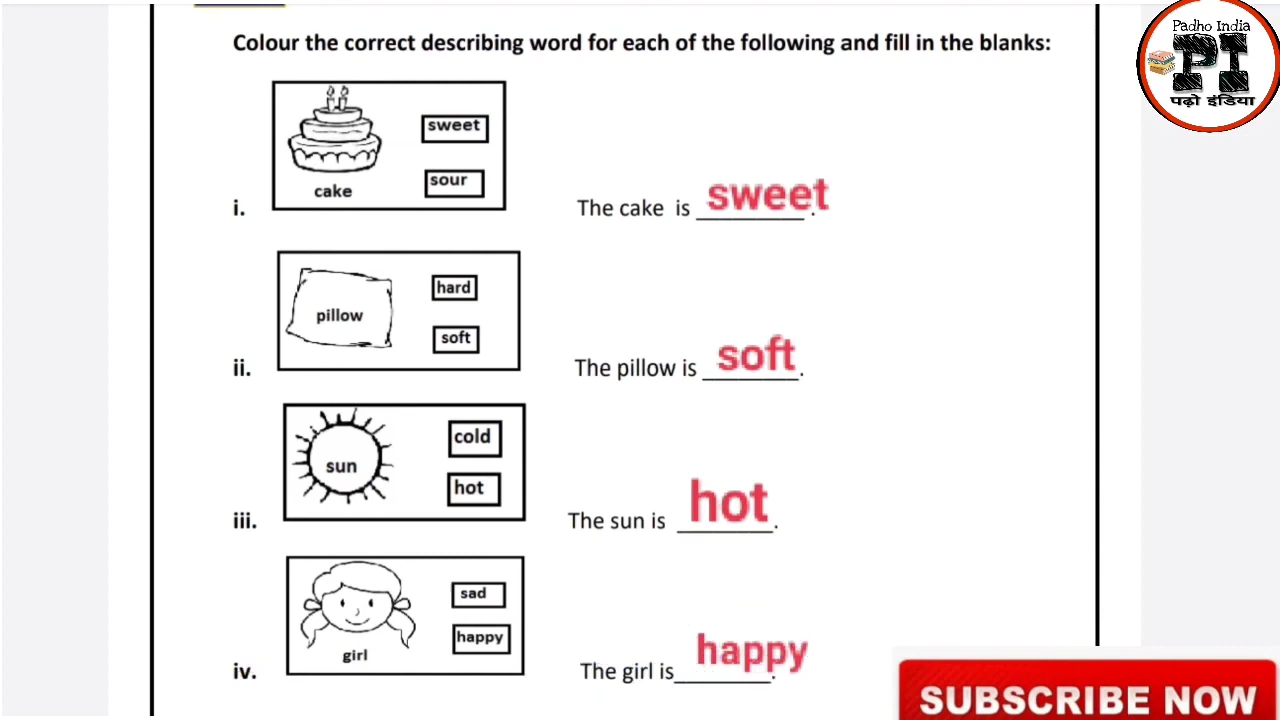 Colour the correct describing word for each of the following and fill in the blanks:
Padho India
PI
पढ़ो इंडिया
sweet
sour
cake
i. The cake is sweet.
hard
pillow
soft
ii. The pillow is soft.
cold
sun
hot
iii. The sun is hot.
sad
happy
girl
iv. The girl is happy.
SUBSCRIBE NOW